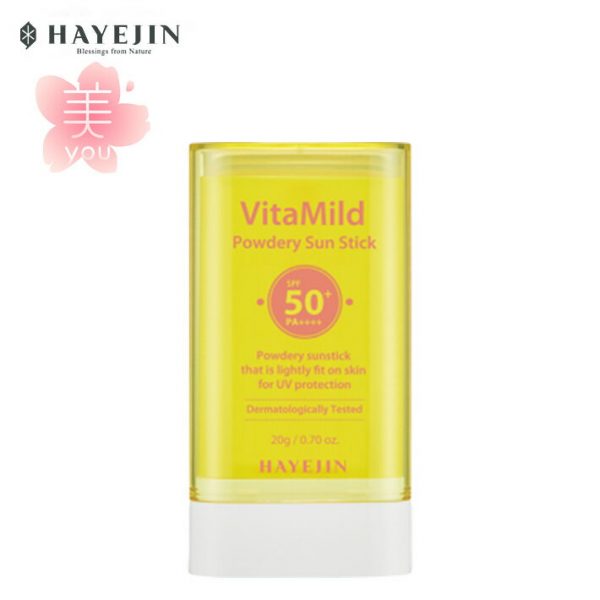 HAYEJIN
Blessings from Nature
美
you
VitaMild
Powdery Sun Stick
SPF
50+
PA++++
Powdery sunstick
that is lightly fit on skin
for UV protection
Dermatologically Tested
20g / 0.70 oz.
HAYEJIN